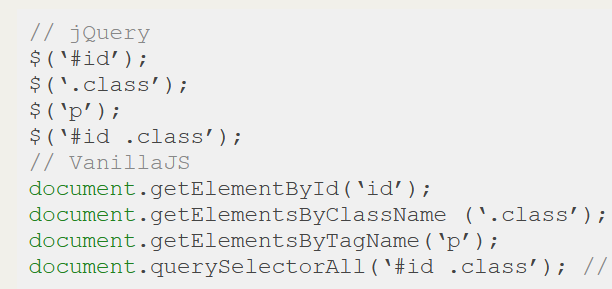 // jQuery
$(‘#id’);
$(‘.class’);
$(‘p’);
$(‘#id .class’);
// VanillaJS
document.getElementById(‘id’);
document.getElementsByClassName (‘.class’);
document.getElementsByTagName(‘p’);
document.querySelectorAll(‘#id .class’); //